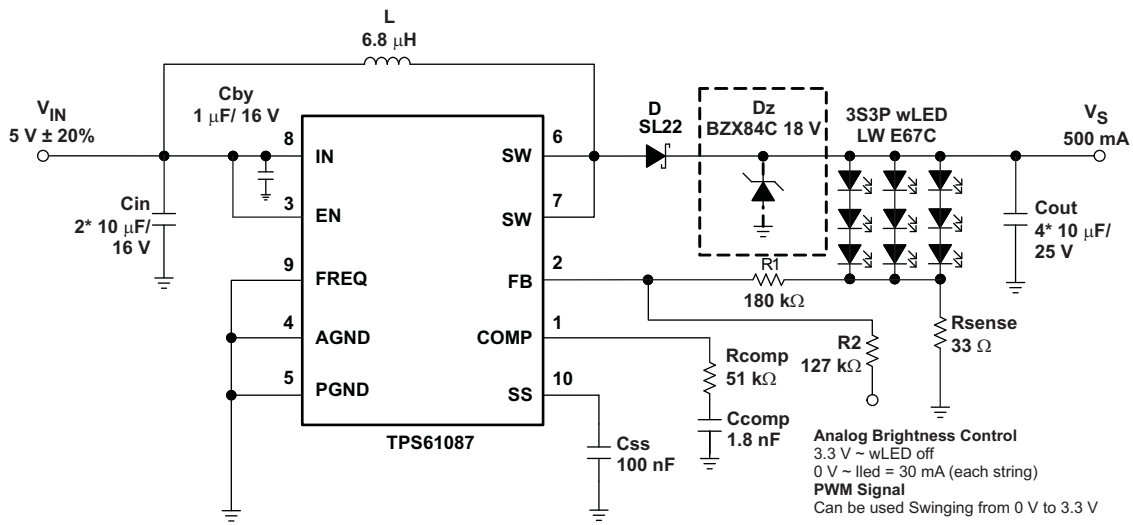 L
6.8 μH
Cby
1 μF/ 16 V
VIN
5 V ± 20%
D
SL22
Dz
BZX84C 18 V
3S3P wLED
LW E67C
VS
500 mA
8
IN
6
SW
3
EN
7
SW
Cin
2* 10 μF/
16 V
Cout
4* 10 μF/
25 V
9
FREQ
2
FB
R1
180 kΩ
4
AGND
1
COMP
Rcomp
51 kΩ
R2
127 kΩ
Rsense
33 Ω
5
PGND
10
SS
Ccomp
1.8 nF
TPS61087
Css
100 nF
Analog Brightness Control
3.3 V ~ wLED off
0 V ~ Iled = 30 mA (each string)
PWM Signal
Can be used Swinging from 0 V to 3.3 V